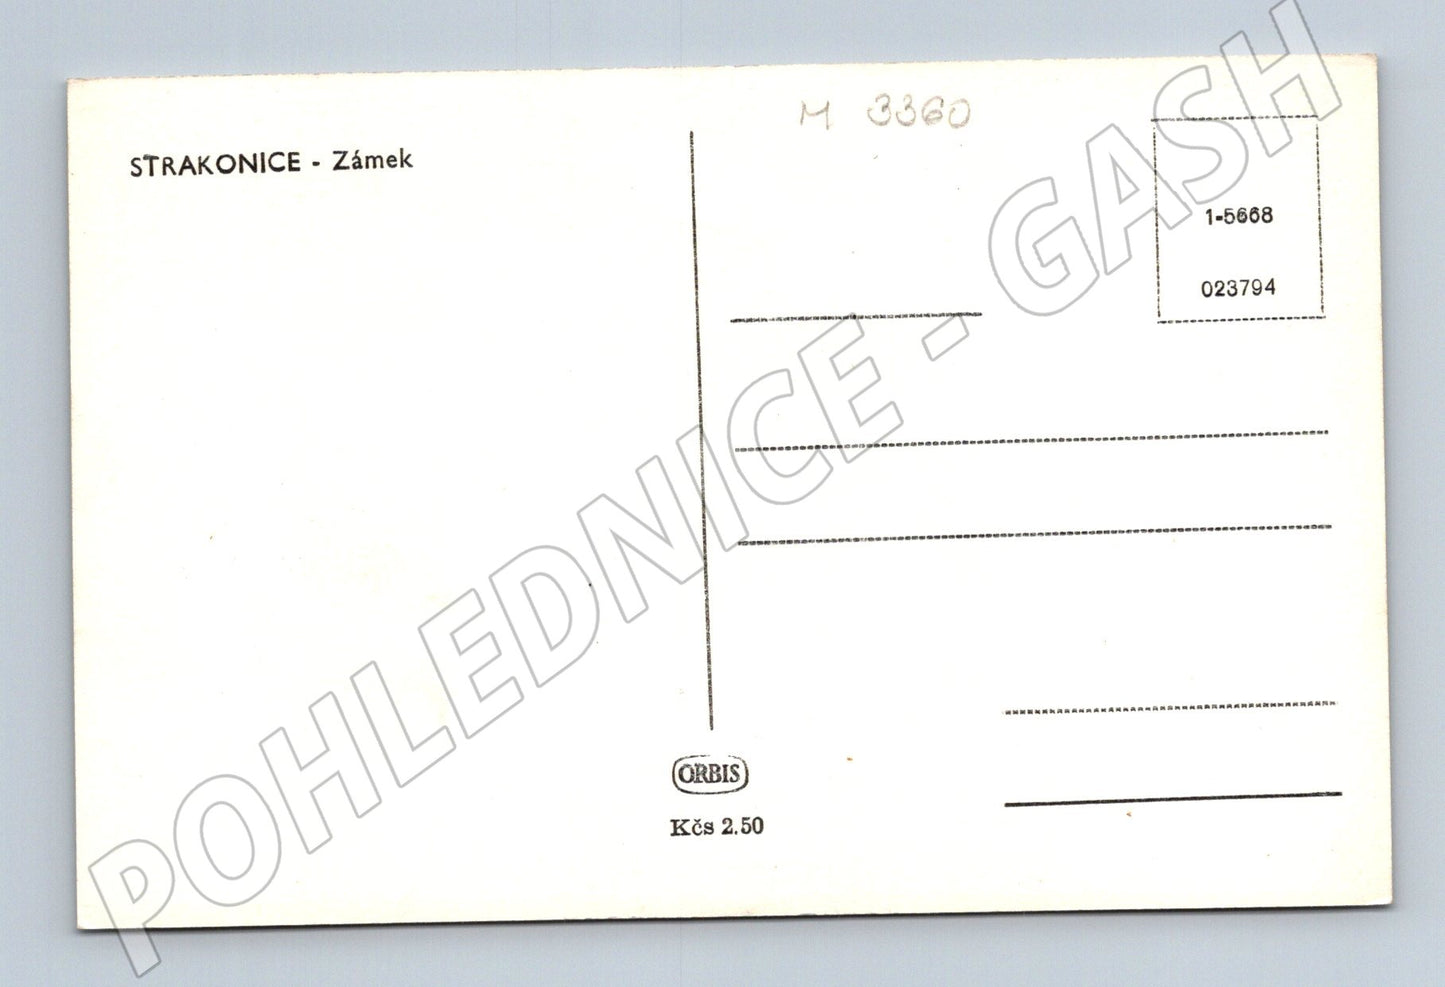 M 3360
STRAKONICE - Zámek
1-5668
023794
ORBIS
Kčs 2.50
POHLEDNICE - GASH